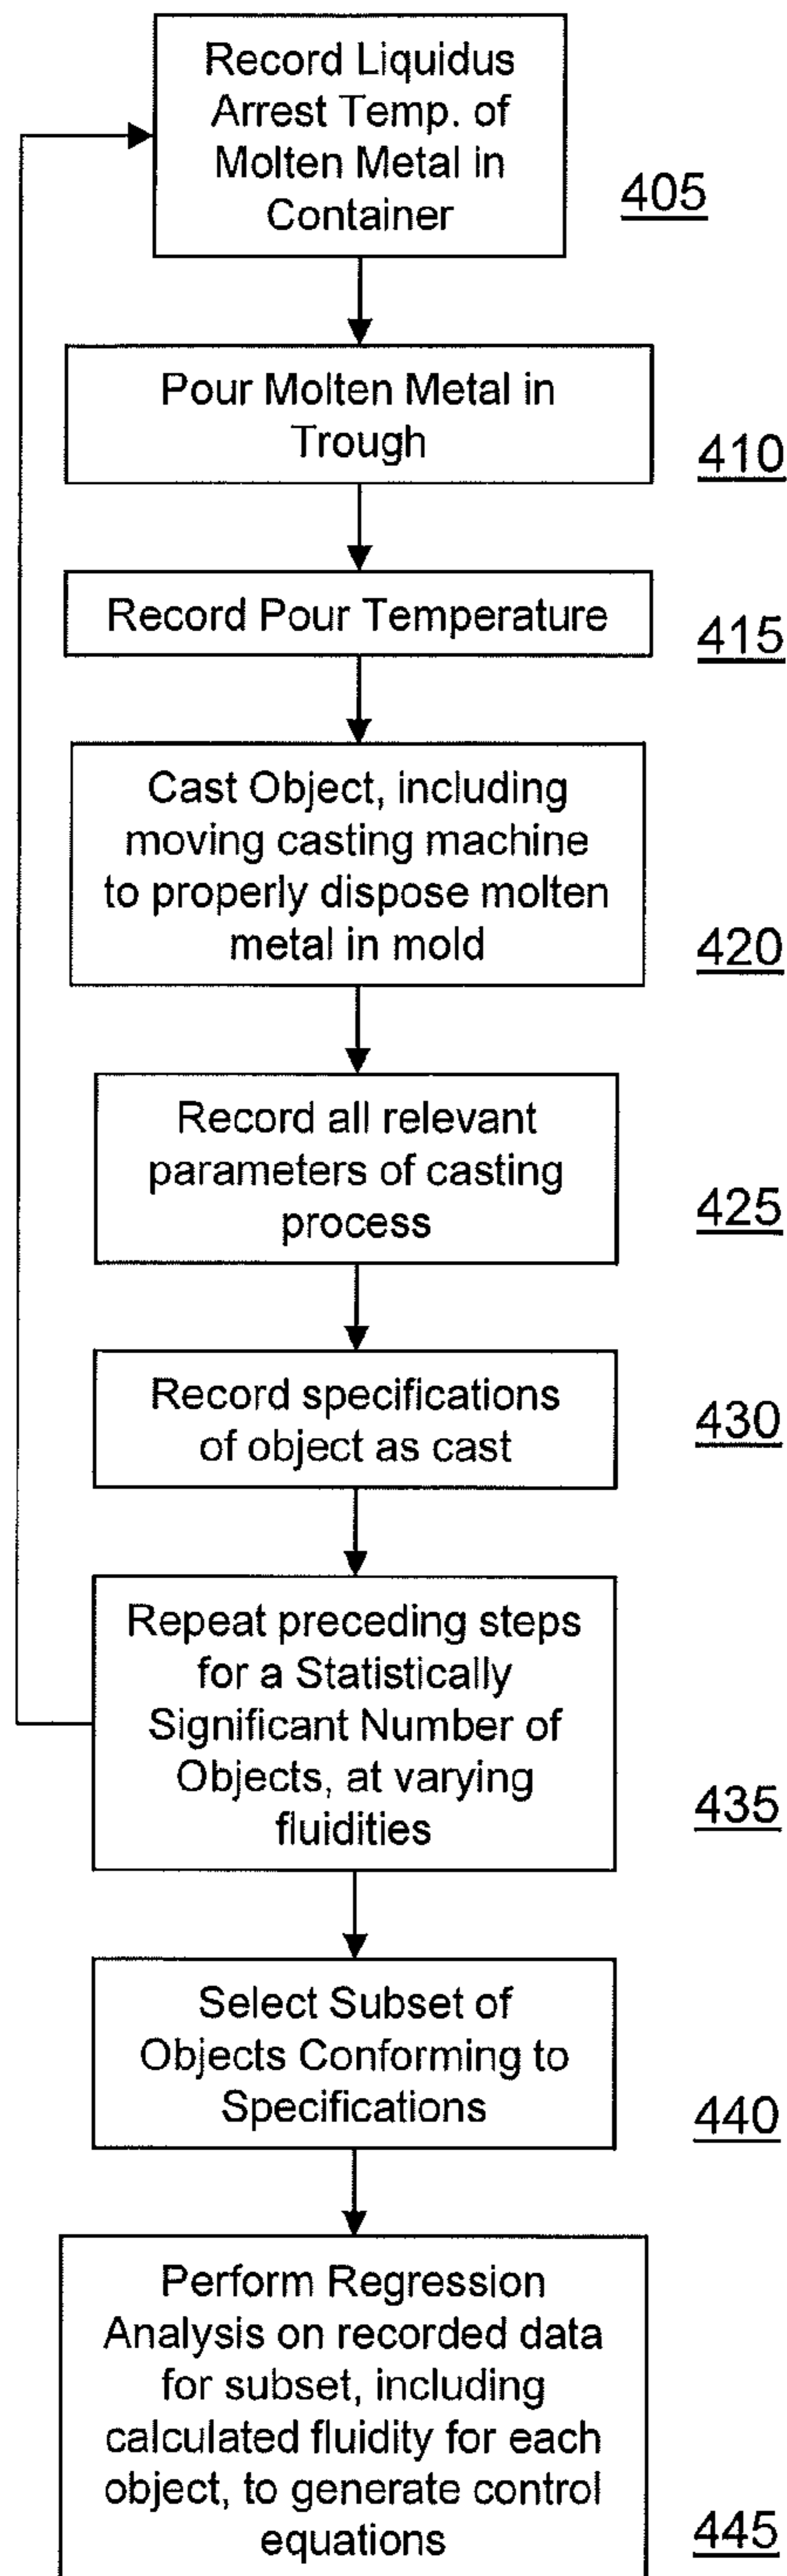 Record Liquidus
Arrest Temp. of
Molten Metal in
Container
405
Pour Molten Metal in
Trough
410
Record Pour Temperature
415
Cast Object, including
moving casting machine
to properly dispose molten
metal in mold
420
Record all relevant
parameters of casting
process
425
Record specifications
of object as cast
430
Repeat preceding steps
for a Statistically
Significant Number of
Objects, at varying
fluidities
435
Select Subset of
Objects Conforming to
Specifications
440
Perform Regression
Analysis on recorded data
for subset, including
calculated fluidity for each
object, to generate control
equations
445